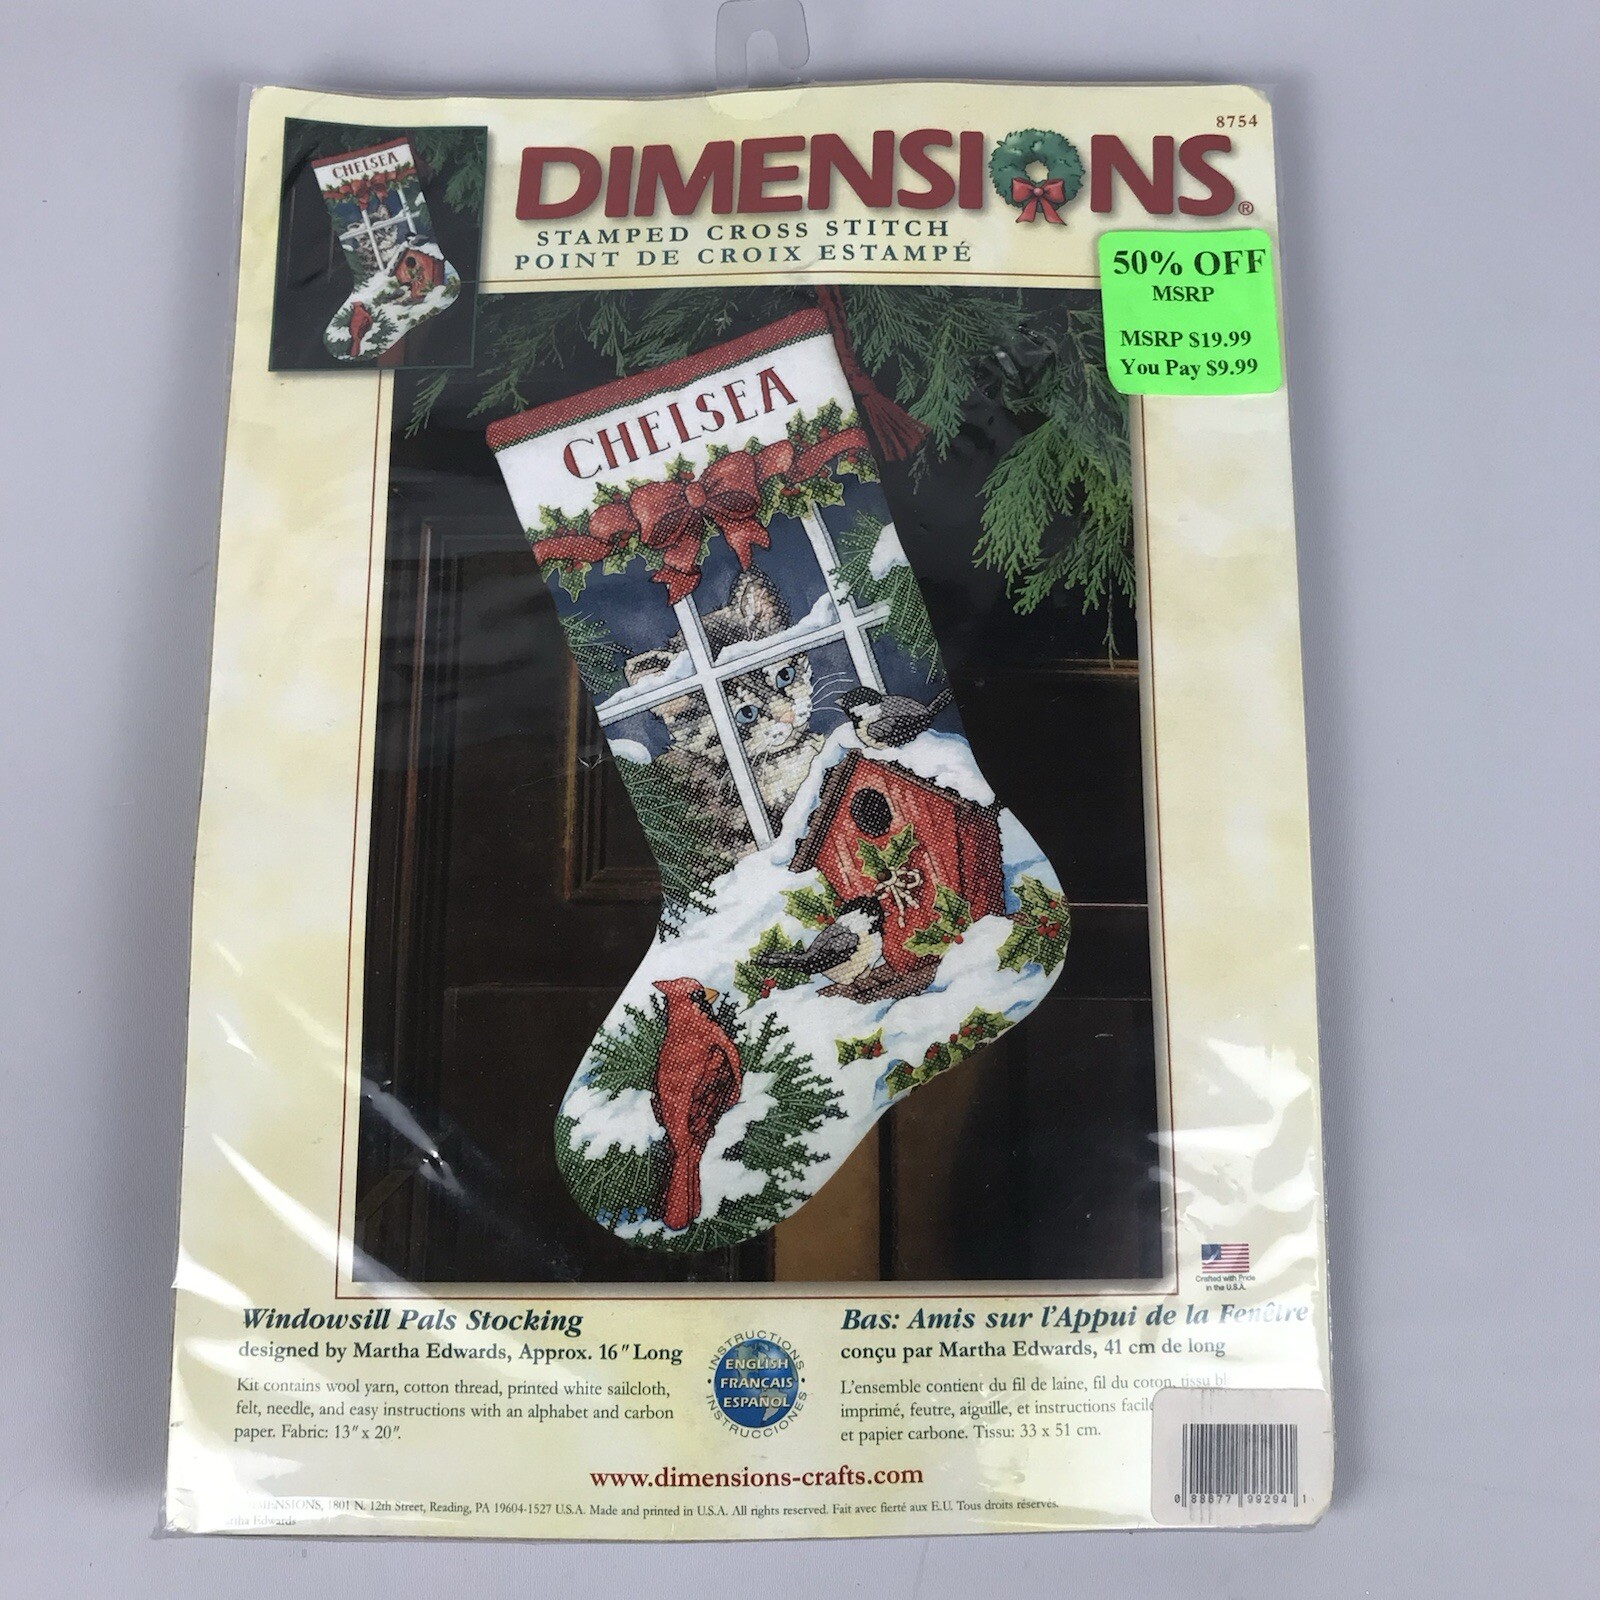 8754
CHELSEA
DIMENSIONS®
STAMPED CROSS STITCH
POINT DE CROIX ESTAMPÉ
50% OFF
MSRP
MSRP $19.99
You Pay $9.99
CHELSEA
Crafted with Pride
in the U.S.A.
Windowsill Pals Stocking
designed by Martha Edwards, Approx. 16" Long
Kit contains wool yarn, cotton thread, printed white sailcloth,
felt, needle, and easy instructions with an alphabet and carbon
paper. Fabric: 13" x 20".
INSTRUCTIONS
ENGLISH
FRANÇAIS
ESPAÑOL
INSTRUCCIONES
Bas: Amis sur l'Appui de la Fenêtre
conçu par Martha Edwards, 41 cm de long
L'ensemble contient du fil de laine, fil du coton, tissu
imprimé, feutre, aiguille, et instructions
et papier carbone. Tissu: 33 x 51 cm.
www.dimensions-crafts.com
DIMENSIONS, 1801 N. 12th Street, Reading, PA 19604-1527 U.S.A. Made and printed in U.S.A. All rights reserved. Fait avec fierté aux E.U. Tous droits réservés.
Edwards
0 88677 99294 1